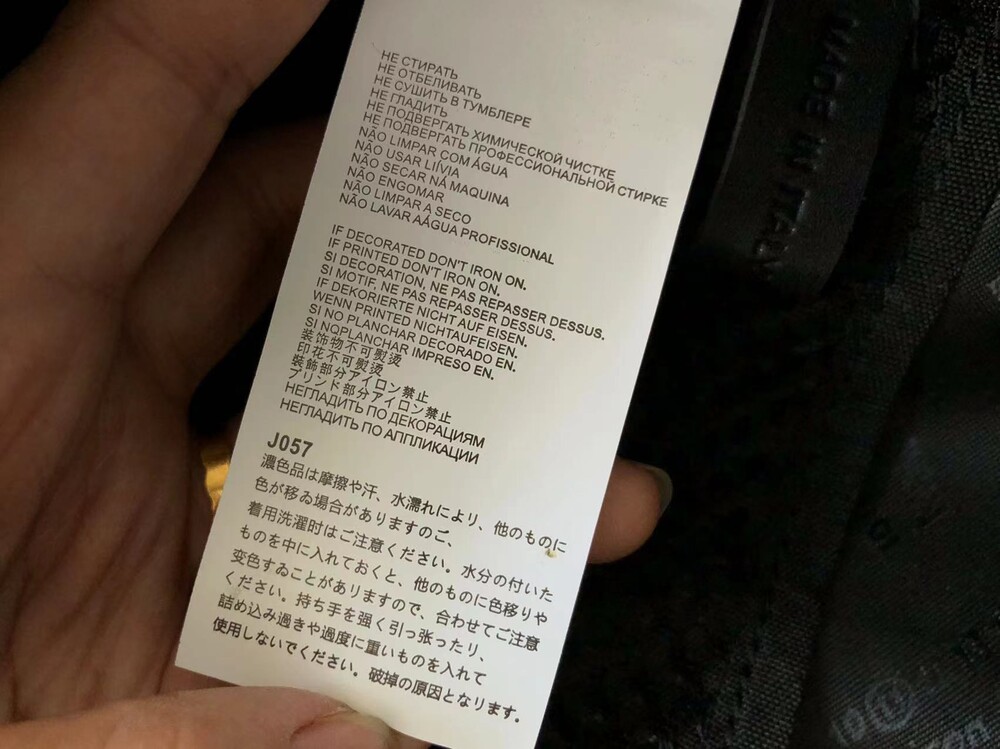 НЕ СТИРАТЬ
НЕ ОТБЕЛИВАТЬ
НЕ СУШИТЬ В ТУМБЛЕРЕ
НЕ ГЛАДИТЬ
НЕ ПОДВЕРГАТЬ ХИМИЧЕСКОЙ ЧИСТКЕ
НЕ ПОДВЕРГАТЬ ПРОФЕССИОНАЛЬНОЙ СТИРКЕ
NÃO LIMPAR COM ÁGUA
NÃO USAR LIÍVIA
NÃO SECAR NÁ MAQUINA
NÃO ENGOMAR
NÃO LIMPAR A SECO
NÃO LAVAR AÁGUA PROFISSIONAL
IF DECORATED DON'T IRON ON.
IF PRINTED DON'T IRON ON.
SI DECORATION, NE PAS REPASSER DESSUS.
SI MOTIF, NE PAS REPASSER DESSUS.
IF DEKORIERTE NICHT AUF EISEN.
WENN PRINTED NICHTAUFEISEN.
SI NO PLANCHAR DECORADO EN.
SI NOPLANCHAR IMPRESO EN.
装饰物不可熨烫
印花不可熨烫
装飾部分アイロン禁止
プリンド部分アイロン禁止
НЕГЛАДИТЬ ПО ДЕКОРАЦИЯМ
НЕГЛАДИТЬ ПО АППЛИКАЦИИ
J057
濃色品は摩擦や汗、水濡れにより、他のものに
色が移ゐ場合がありますのご、
着用洗濯时はご注意ください。水分の付いた
ものを中に入れておくと、他のものに色移りや
变色すゐことがありますので、合わせてご注意
ください。持ち手を强く引っ張ったり、
詰め込み過きや過度に重いものを入れて
使用しないでください。破掉の原因となります。
MADE IN ITALY